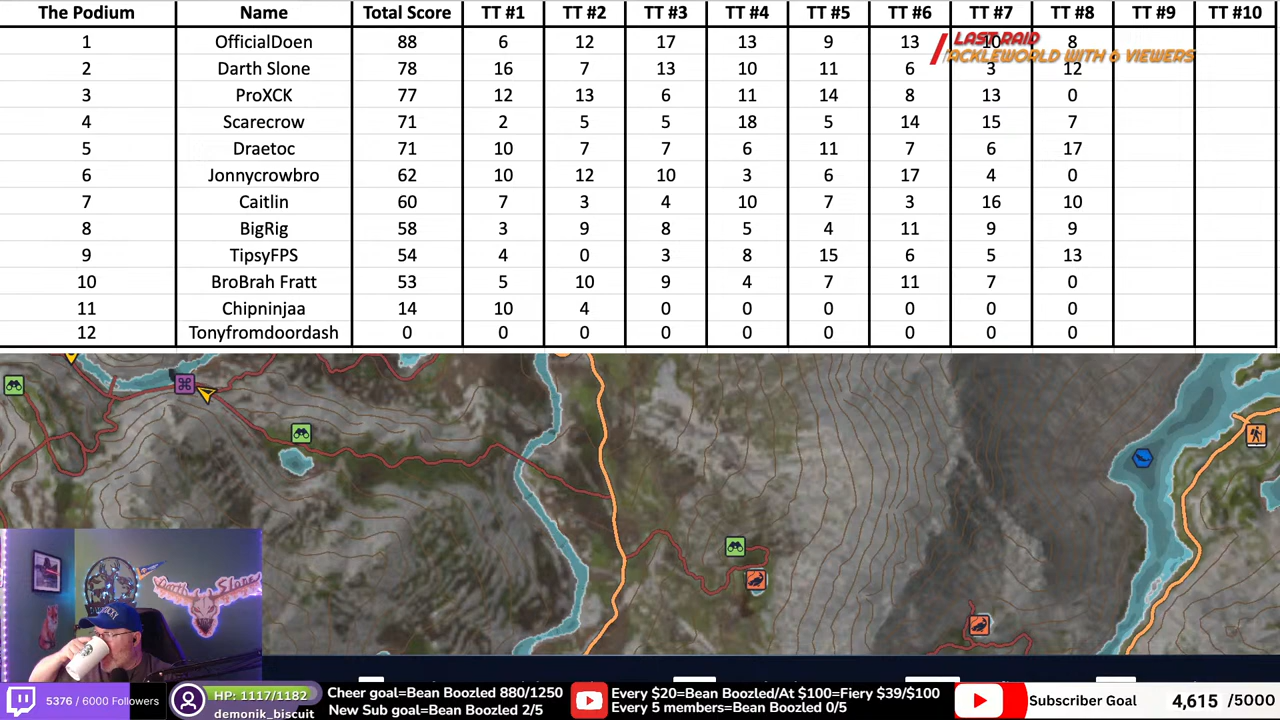 The Podium Name Total Score TT #1 TT #2 TT #3 TT #4 TT #5 TT #6 TT #7 TT #8 TT #9 TT #10
1 OfficialDoen 88 6 12 17 13 9 13 10 8
LAST RAID
ACKLEWORLD WITH 6 VIEWERS
2 Darth Slone 78 16 7 13 10 11 6 3 12
3 ProXCK 77 12 13 6 11 14 8 13 0
4 Scarecrow 71 2 5 5 18 5 14 15 7
5 Draetoc 71 10 7 7 6 11 7 6 17
6 Jonnycrowbro 62 10 12 10 3 6 17 4 0
7 Caitlin 60 7 3 4 10 7 3 16 10
8 BigRig 58 3 9 8 5 4 11 9 9
9 TipsyFPS 54 4 0 3 8 15 6 5 13
10 BroBrah Fratt 53 5 10 9 4 7 11 7 0
11 Chipninjaa 14 10 4 0 0 0 0 0 0
12 Tonyfromdoordash 0 0 0 0 0 0 0 0 0
Darth Slone
5376 / 6000 Followers
HP: 1117/1182
demonik_biscuit
Cheer goal=Bean Boozled 880/1250
New Sub goal=Bean Boozled 2/5
Every $20=Bean Boozled/At $100=Fiery $39/$100
Every 5 members=Bean Boozled 0/5
Subscriber Goal 4,615 /5000